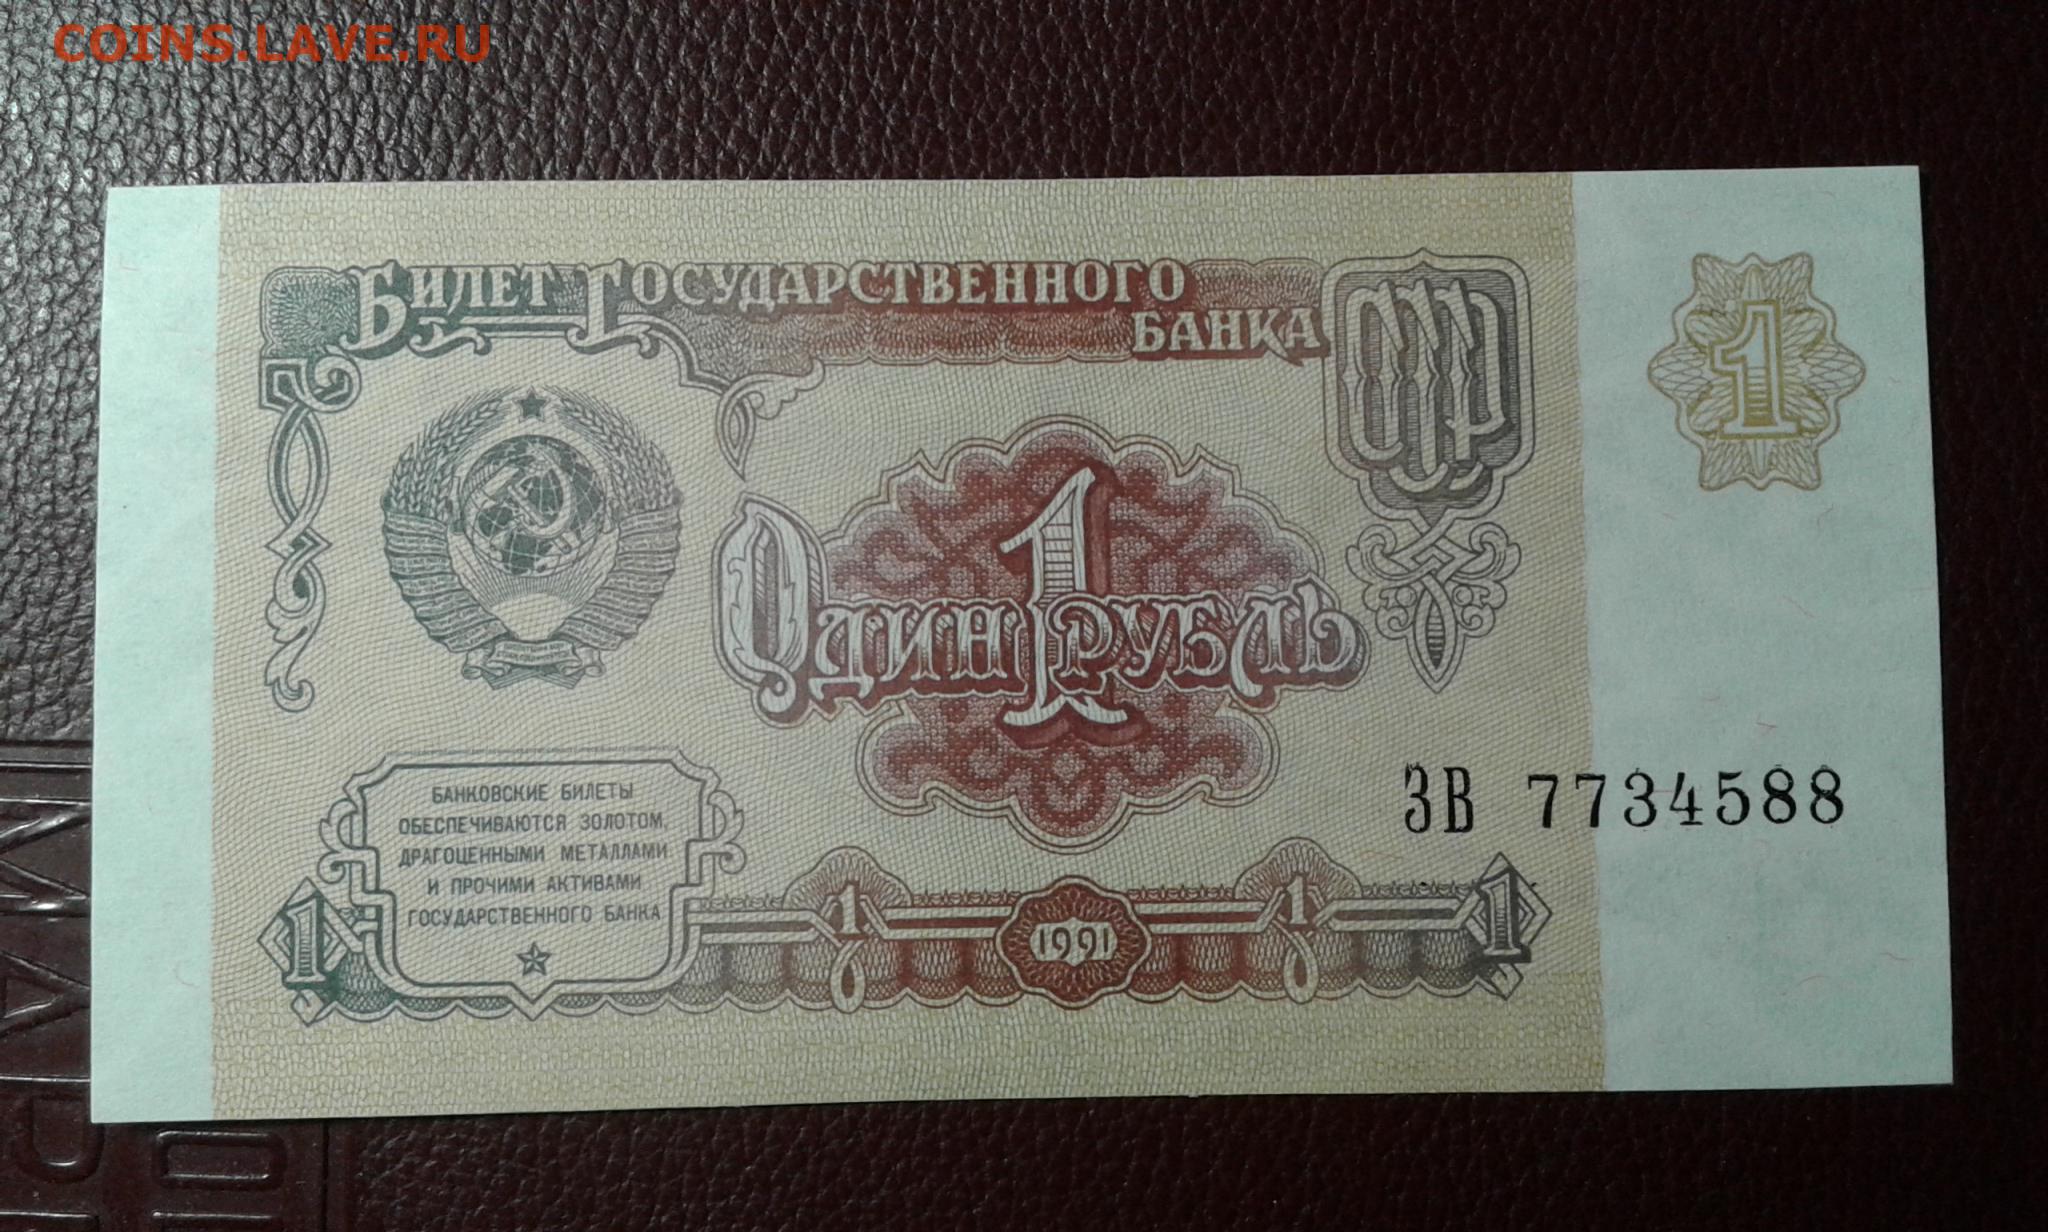 COINS.LAVE.RU
БИЛЕТ ГОСУДАРСТВЕННОГО
БАНКА
СССР
1
1
ОДИН РУБЛЬ
ЗВ 7734588
БАНКОВСКИЕ БИЛЕТЫ
ОБЕСПЕЧИВАЮТСЯ ЗОЛОТОМ,
ДРАГОЦЕННЫМИ МЕТАЛЛАМИ
И ПРОЧИМИ АКТИВАМИ
ГОСУДАРСТВЕННОГО БАНКА
1 1 1991 1 1